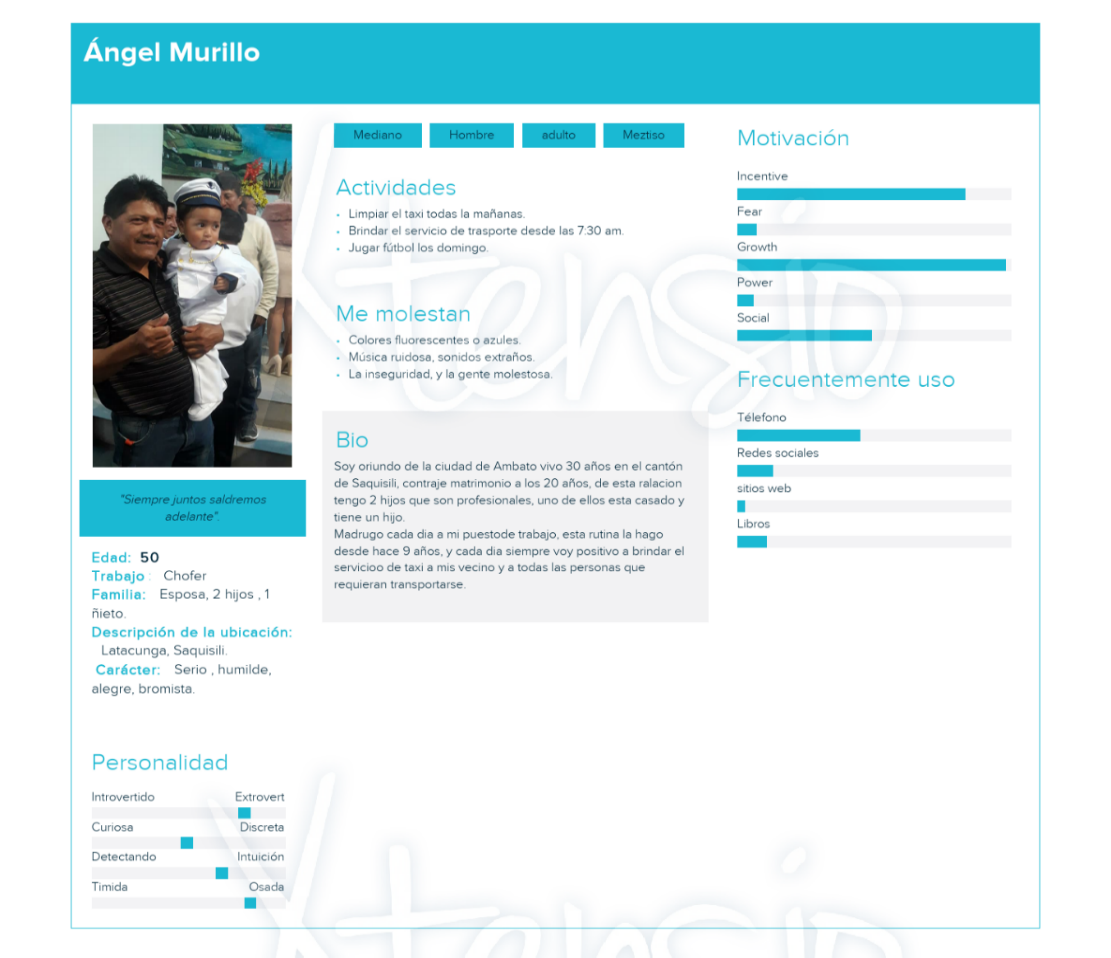 Ángel Murillo
"Siempre juntos saldremos
adelante".
Edad: 50
Trabajo : Chofer
Familia: Esposa, 2 hijos , 1
ñieto.
Descripción de la ubicación:
Latacunga, Saquisili.
Carácter: Serio , humilde,
alegre, bromista.
Personalidad
Introvertido Extrovert
Curiosa Discreta
Detectando Intuición
Timida Osada
Mediano Hombre adulto Meztiso
Actividades
• Limpiar el taxi todas la mañanas.
• Brindar el servicio de trasporte desde las 7:30 am.
• Jugar fútbol los domingo.
Me molestan
• Colores fluorescentes o azules.
• Música ruidosa, sonidos extraños.
• La inseguridad, y la gente molestosa.
Bio
Soy oriundo de la ciudad de Ambato vivo 30 años en el cantón
de Saquisili, contraje matrimonio a los 20 años, de esta ralacion
tengo 2 hijos que son profesionales, uno de ellos esta casado y
tiene un hijo.
Madrugo cada dia a mi puestode trabajo, esta rutina la hago
desde hace 9 años, y cada dia siempre voy positivo a brindar el
servicioo de taxi a mis vecino y a todas las personas que
requieran transportarse.
Motivación
Incentive
Fear
Growth
Power
Social
Frecuentemente uso
Télefono
Redes sociales
sitios web
Libros
Xtensio
Xtensio